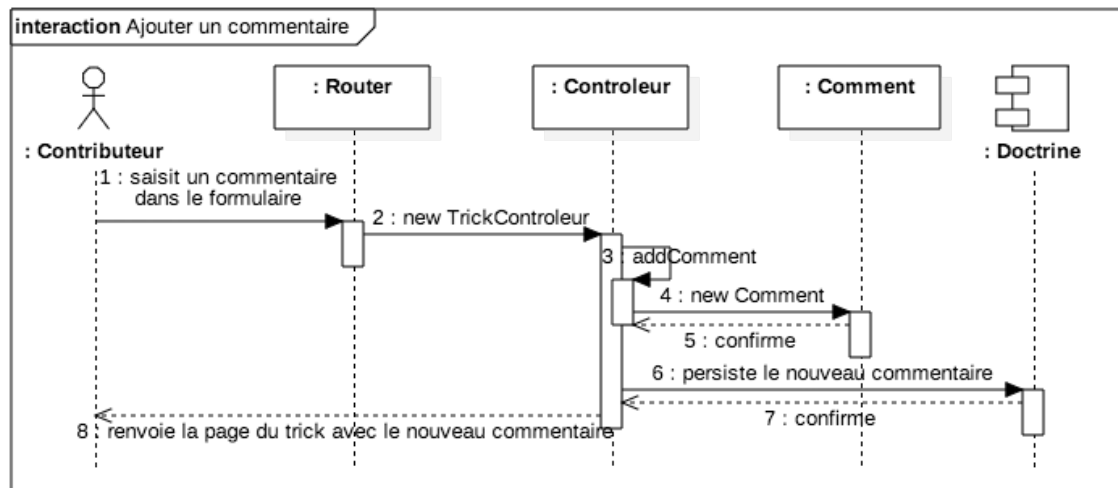 interaction Ajouter un commentaire
: Contributeur
: Router
: Controleur
: Comment
: Doctrine
1 : saisit un commentaire
dans le formulaire
2 : new TrickControleur
3 : addComment
4 : new Comment
5 : confirme
6 : persiste le nouveau commentaire
7 : confirme
8 : renvoie la page du trick avec le nouveau commentaire